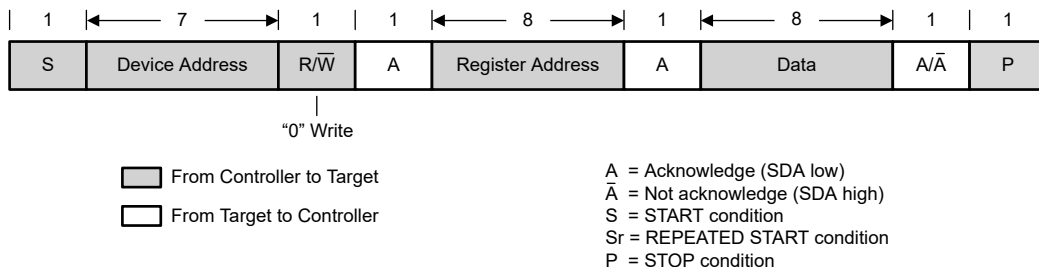 1 7 1 1 8 1 8 1 1
S Device Address R/W̅ A Register Address A Data A/A̅ P
“0” Write
From Controller to Target
From Target to Controller
A = Acknowledge (SDA low)
A̅ = Not acknowledge (SDA high)
S = START condition
Sr = REPEATED START condition
P = STOP condition